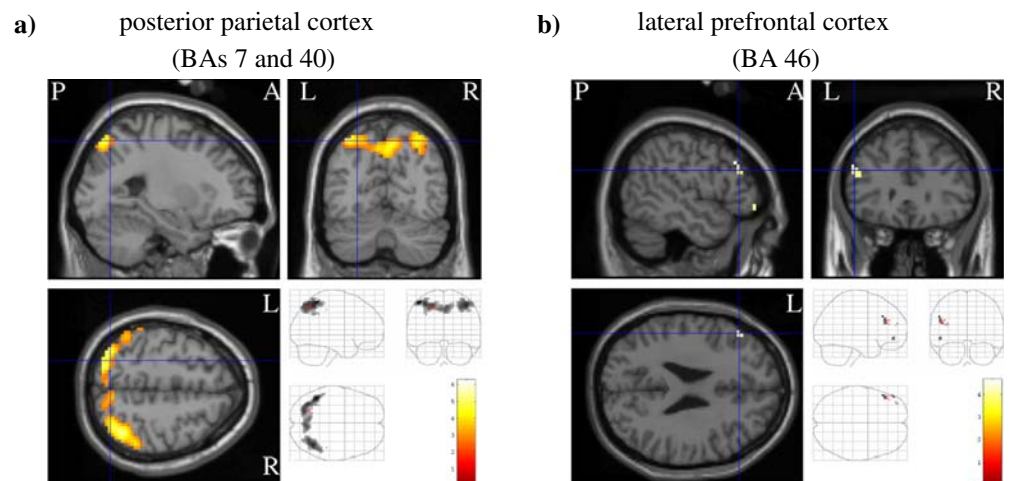 a) posterior parietal cortex
(BAs 7 and 40)
P A L R
L
R
b) lateral prefrontal cortex
(BA 46)
P A L R
L